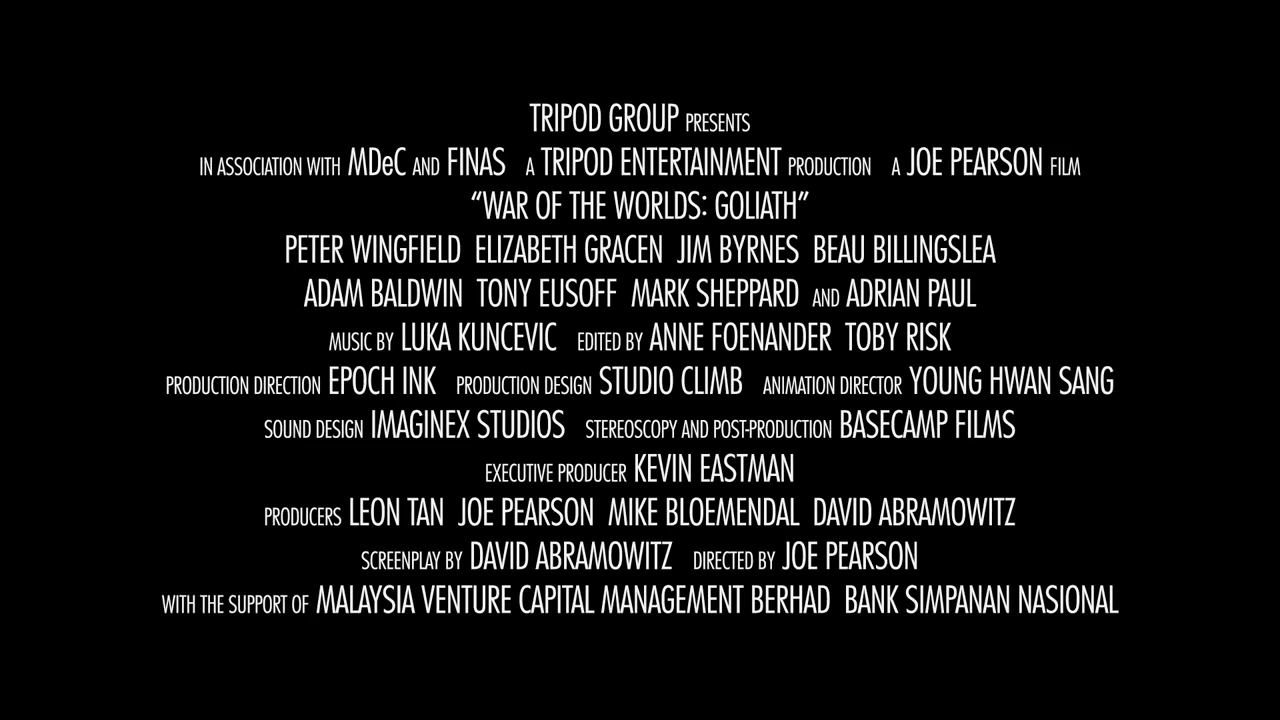 TRIPOD GROUP PRESENTS
IN ASSOCIATION WITH MDeC AND FINAS A TRIPOD ENTERTAINMENT PRODUCTION A JOE PEARSON FILM
“WAR OF THE WORLDS: GOLIATH”
PETER WINGFIELD ELIZABETH GRACEN JIM BYRNES BEAU BILLINGSLEA
ADAM BALDWIN TONY EUSOFF MARK SHEPPARD AND ADRIAN PAUL
MUSIC BY LUKA KUNCEVIC EDITED BY ANNE FOENANDER TOBY RISK
PRODUCTION DIRECTION EPOCH INK PRODUCTION DESIGN STUDIO CLIMB ANIMATION DIRECTOR YOUNG HWAN SANG
SOUND DESIGN IMAGINEX STUDIOS STEREOSCOPY AND POST-PRODUCTION BASECAMP FILMS
EXECUTIVE PRODUCER KEVIN EASTMAN
PRODUCERS LEON TAN JOE PEARSON MIKE BLOEMENDAL DAVID ABRAMOWITZ
SCREENPLAY BY DAVID ABRAMOWITZ DIRECTED BY JOE PEARSON
WITH THE SUPPORT OF MALAYSIA VENTURE CAPITAL MANAGEMENT BERHAD BANK SIMPANAN NASIONAL